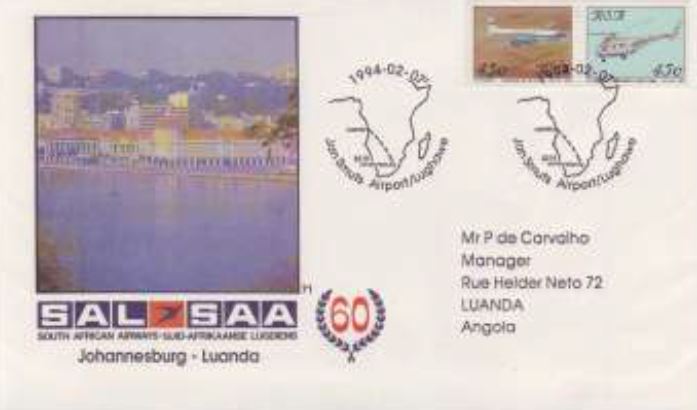 RSA
45c
45c
1994-02-02
Jan Smuts Airport/Lughawe
1994-02-02
Jan Smuts Airport/Lughawe
H
SAL SAA
SOUTH AFRICAN AIRWAYS-SUID-AFRIKAANSE LUGDIENS
Johannesburg - Luanda
60
Mr P de Carvalho
Manager
Rue Helder Neto 72
LUANDA
Angola